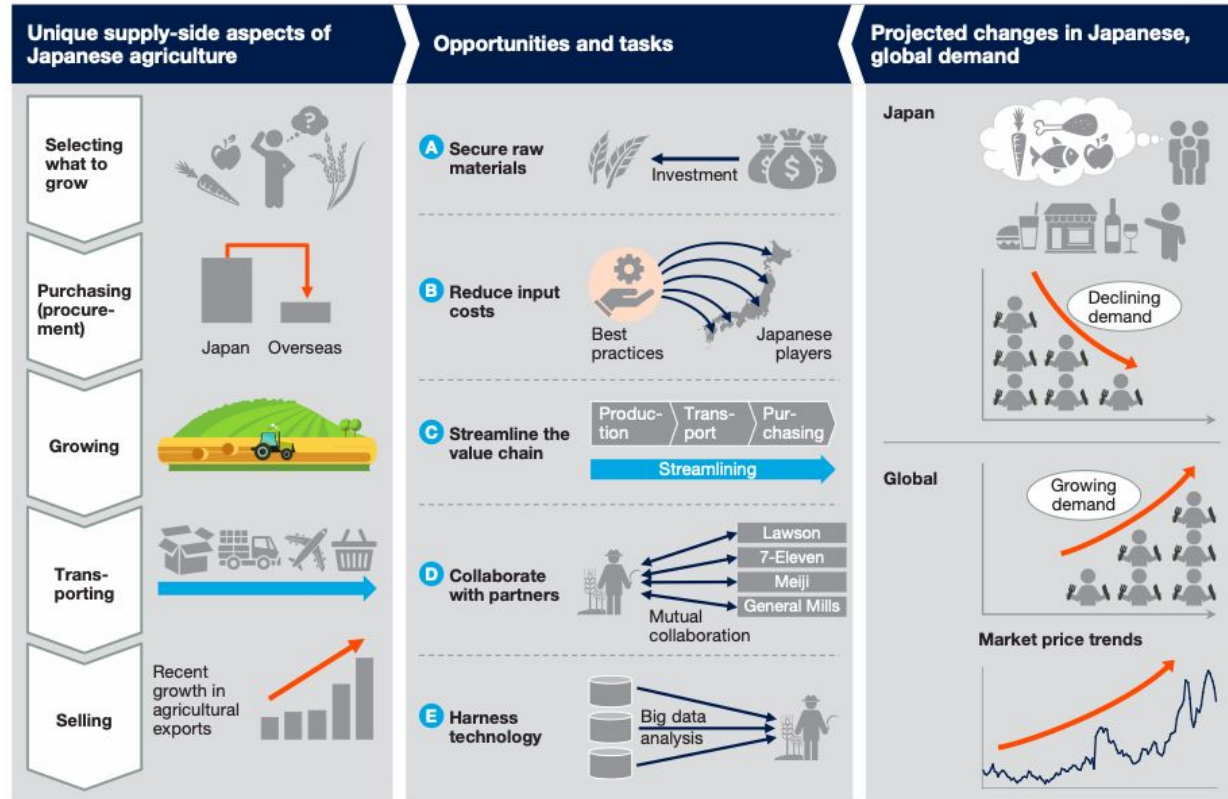 Unique supply-side aspects of
Japanese agriculture
Opportunities and tasks
Projected changes in Japanese,
global demand
Selecting
what to
grow
?
Purchasing
(procure-
ment)
Japan
Overseas
Growing
Trans-
porting
Selling
Recent
growth in
agricultural
exports
A Secure raw
materials
Investment
$ $ $
B Reduce input
costs
Best
practices
Japanese
players
C Streamline the
value chain
Produc-
tion
Trans-
port
Pur-
chasing
Streamlining
D Collaborate
with partners
Lawson
7-Eleven
Meiji
General Mills
Mutual
collaboration
E Harness
technology
Big data
analysis
Japan
Declining
demand
Global
Growing
demand
Market price trends